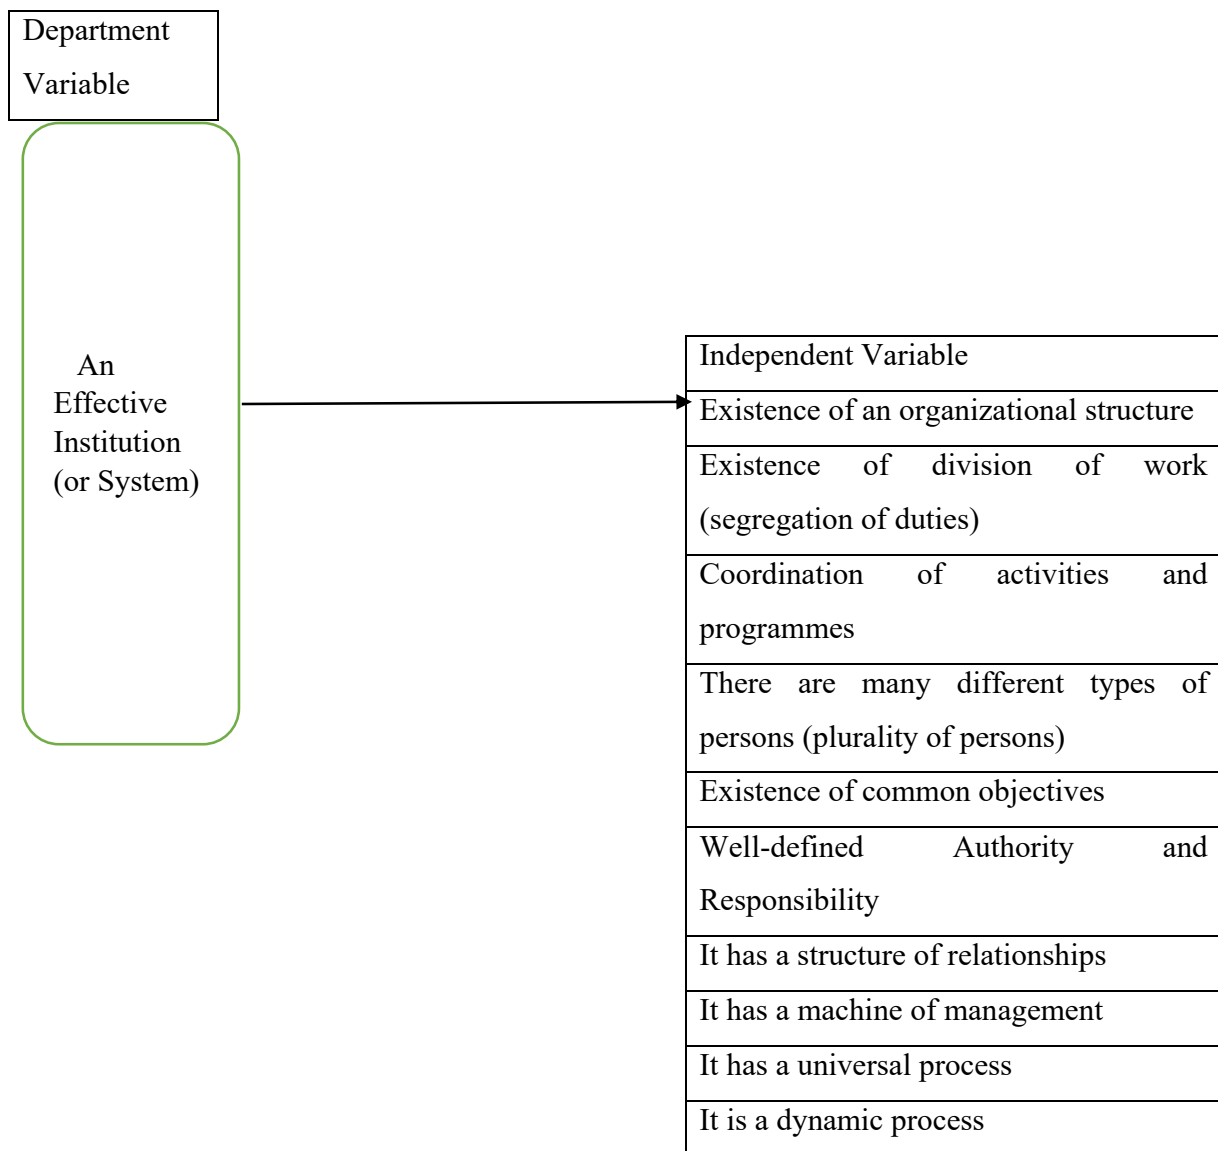 Department
Variable
An
Effective
Institution
(or System)
Independent Variable
Existence of an organizational structure
Existence of division of work
(segregation of duties)
Coordination of activities and
programmes
There are many different types of
persons (plurality of persons)
Existence of common objectives
Well-defined Authority and
Responsibility
It has a structure of relationships
It has a machine of management
It has a universal process
It is a dynamic process